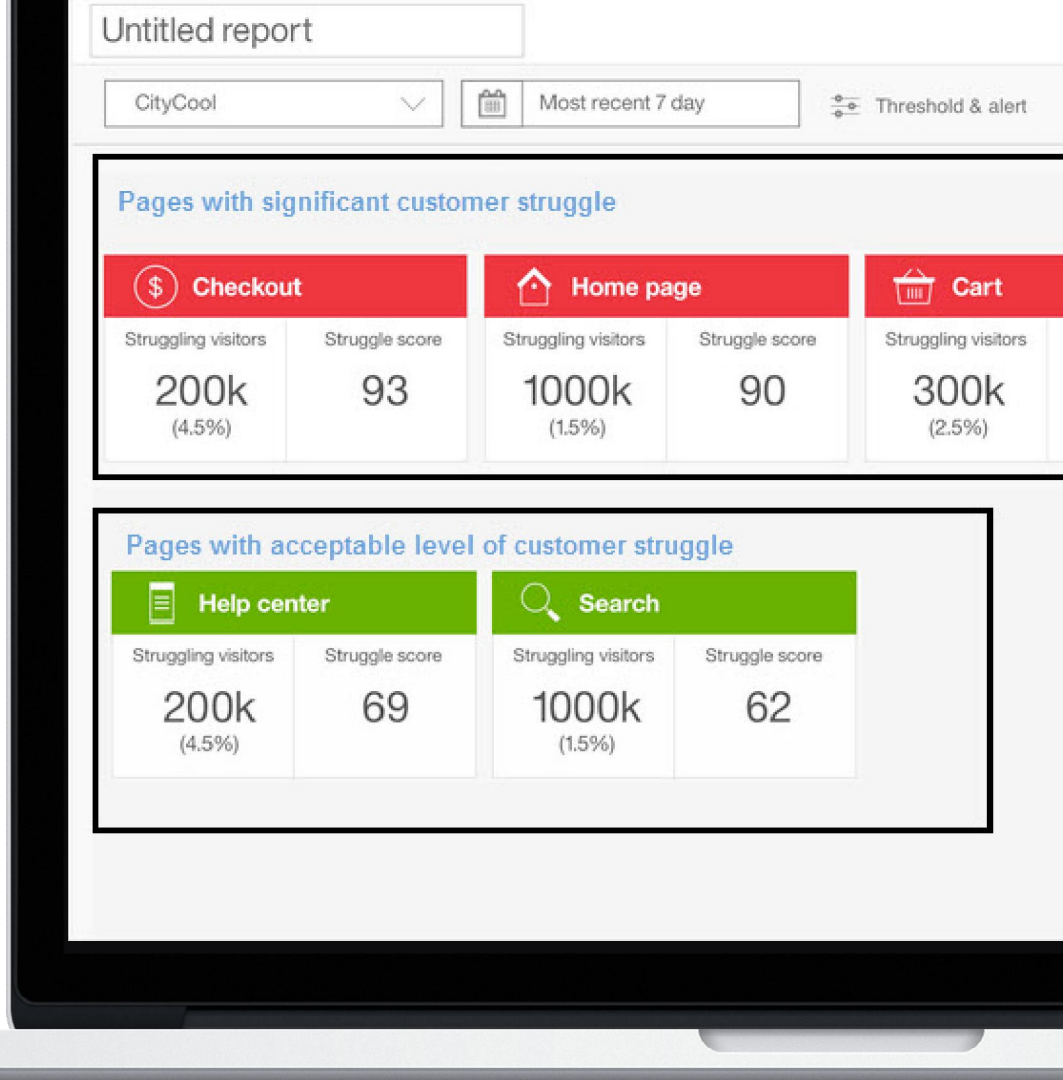 Untitled report
CityCool
Most recent 7 day
Threshold & alert
Pages with significant customer struggle
$ Checkout
Home page
Cart
Struggling visitors
Struggle score
Struggling visitors
Struggle score
Struggling visitors
200k
93
1000k
90
300k
(4.5%)
(1.5%)
(2.5%)
Pages with acceptable level of customer struggle
Help center
Search
Struggling visitors
Struggle score
Struggling visitors
Struggle score
200k
69
1000k
62
(4.5%)
(1.5%)